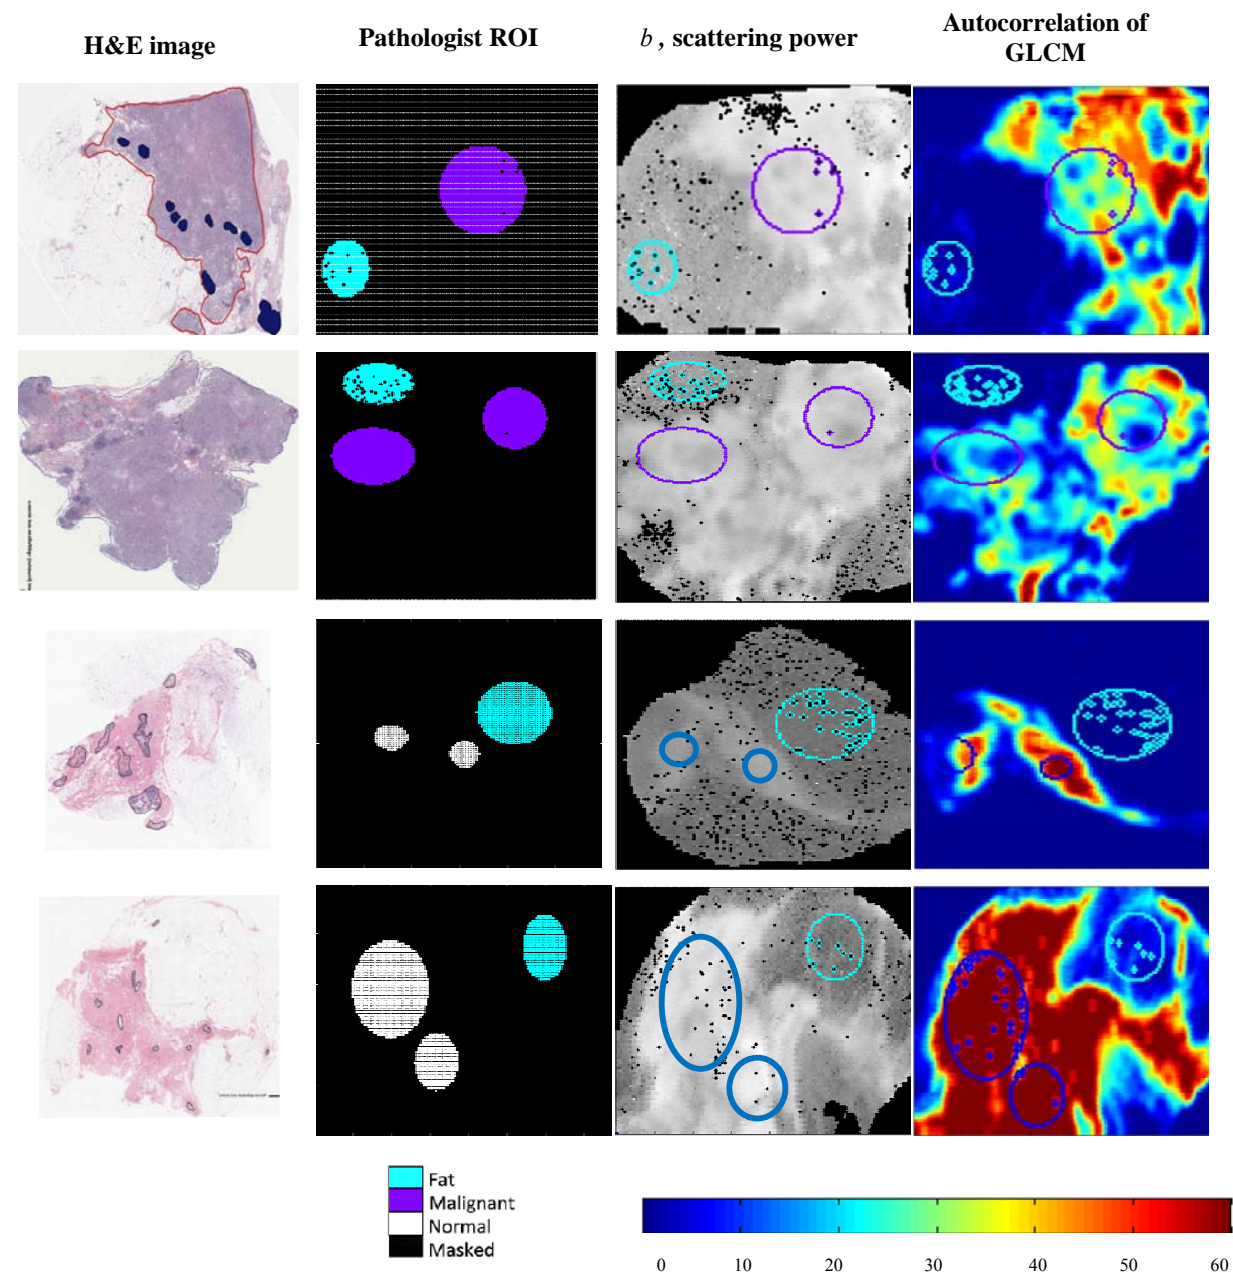 H&E image
Pathologist ROI
b , scattering power
Autocorrelation of
GLCM
Fat
Malignant
Normal
Masked
0 10 20 30 40 50 60